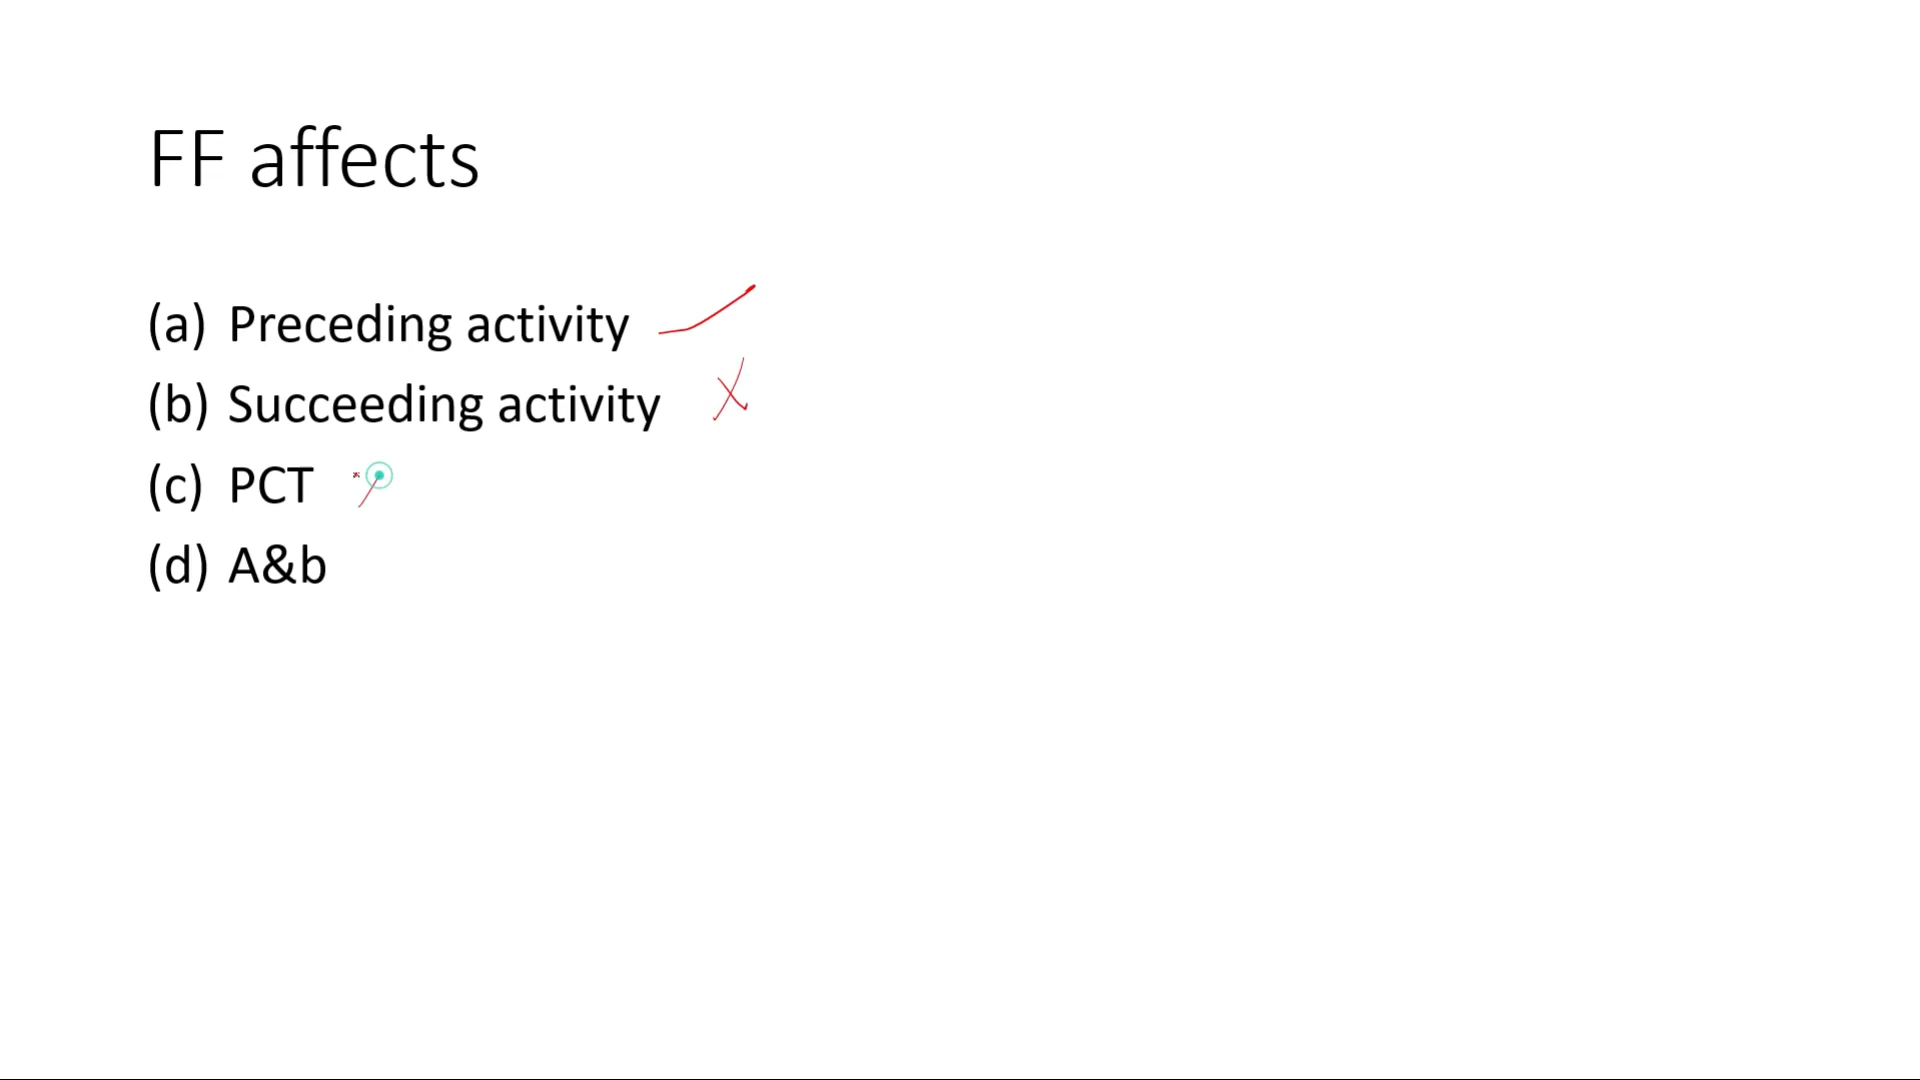 FF affects
(a) Preceding activity
(b) Succeeding activity
(c) PCT
(d) A&b